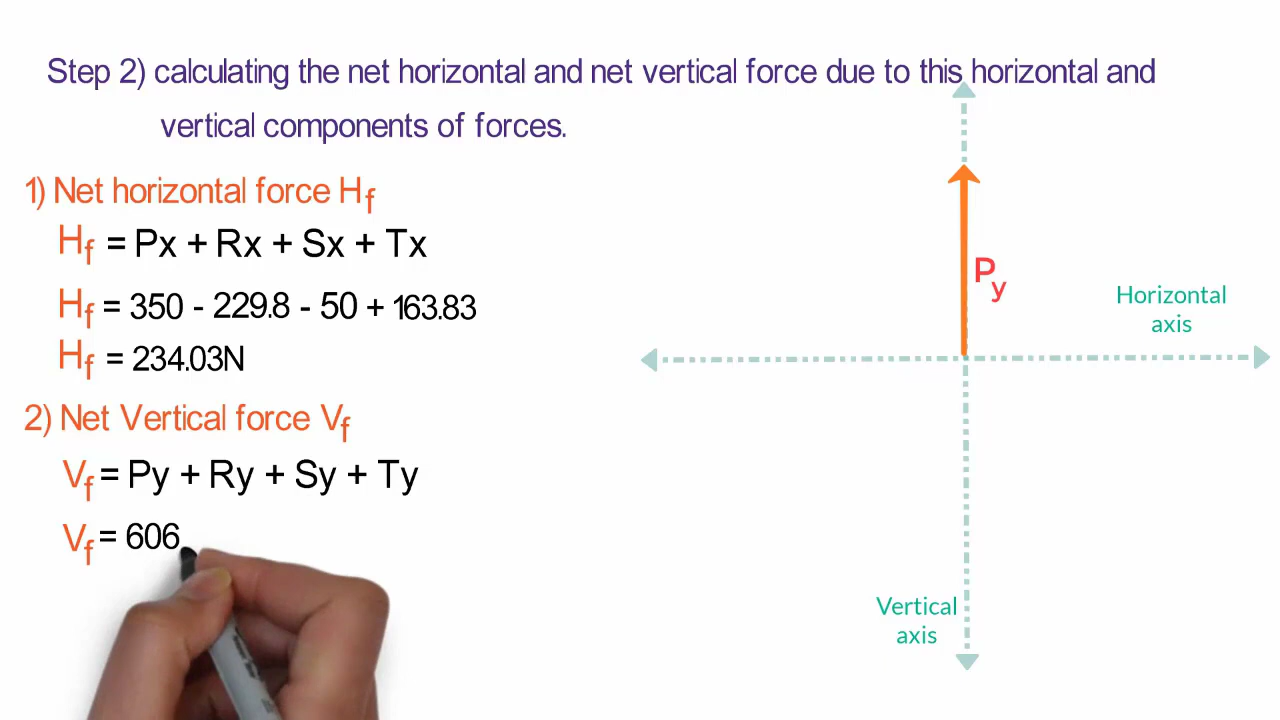 Step 2) calculating the net horizontal and net vertical force due to this horizontal and
vertical components of forces.
1) Net horizontal force Hf
Hf = Px + Rx + Sx + Tx
Hf = 350 - 229.8 - 50 + 163.83
Hf = 234.03N
2) Net Vertical force Vf
Vf = Py + Ry + Sy + Ty
Vf = 606
Py
Horizontal
axis
Vertical
axis